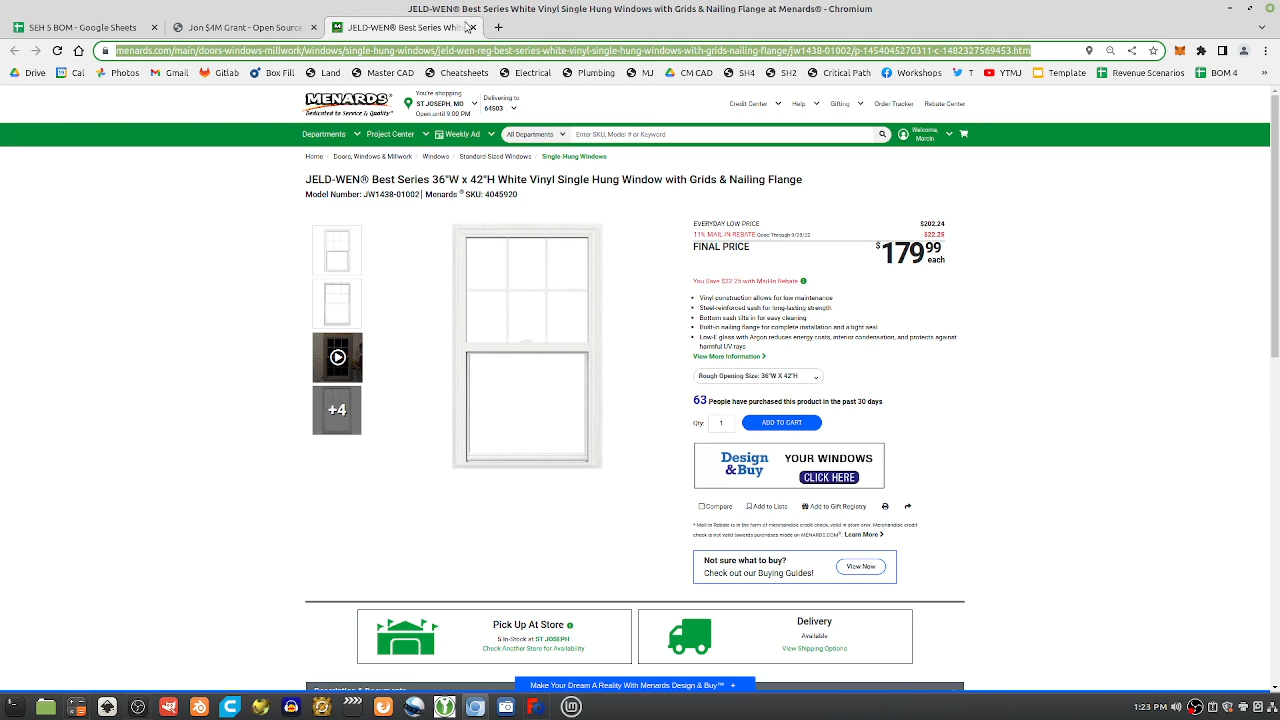 JELD-WEN® Best Series White Vinyl Single Hung Windows with Grids & Nailing Flange at Menards® - Chromium
SEH 5 BOM - Google Sheets
Jon $4M Grant - Open Source
JELD-WEN® Best Series Whit
menards.com/main/doors-windows-millwork/windows/single-hung-windows/jeld-wen-reg-best-series-white-vinyl-single-hung-windows-with-grids-nailing-flange/jw1438-01002/p-1454045270311-c-1482327569453.htm
Drive Cal Photos Gmail Gitlab Box Fill Land Master CAD Cheatsheets Electrical Plumbing MJ CM CAD SH4 SH2 Critical Path Workshops T YTMJ Template Revenue Scenarios BOM 4 »
MENARDS®
Dedicated to Service & Quality®
You're shopping
ST JOSEPH, MO
Open until 9:00 PM
Delivering to
64503
Credit Center Help Gifting Order Tracker Rebate Center
Departments Project Center Weekly Ad All Departments Enter SKU, Model # or Keyword
Welcome,
Marcin
Home / Doors, Windows & Millwork / Windows / Standard-Sized Windows / Single-Hung Windows
JELD-WEN® Best Series 36"W x 42"H White Vinyl Single Hung Window with Grids & Nailing Flange
Model Number: JW1438-01002 | Menards ® SKU: 4045920
+4
EVERYDAY LOW PRICE $202.24
11% MAIL-IN REBATE Good Through 9/25/22 $22.25
FINAL PRICE $179 99 each
You Save $22.25 with Mail-In Rebate
• Vinyl construction allows for low maintenance
• Steel-reinforced sash for long-lasting strength
• Bottom sash tilts in for easy cleaning
• Built-in nailing flange for complete installation and a tight seal
• Low-E glass with Argon reduces energy costs, interior condensation, and protects against
harmful UV rays
View More Information
Rough Opening Size: 36"W X 42"H
63 People have purchased this product in the past 30 days
Qty: 1 ADD TO CART
Design
&Buy
YOUR WINDOWS
CLICK HERE
Compare Add to Lists Add to Gift Registry
* Mail in Rebate is in the form of merchandise credit check, valid in store only. Merchandise credit
check is not valid towards purchases made on MENARDS.COM®. Learn More
Not sure what to buy?
Check out our Buying Guides!
View Now
Pick Up At Store
5 In-Stock at ST JOSEPH
Check Another Store for Availability
Delivery
Available
View Shipping Options
Description & Documents
Make Your Dream A Reality With Menards Design & Buy™ +
1:23 PM